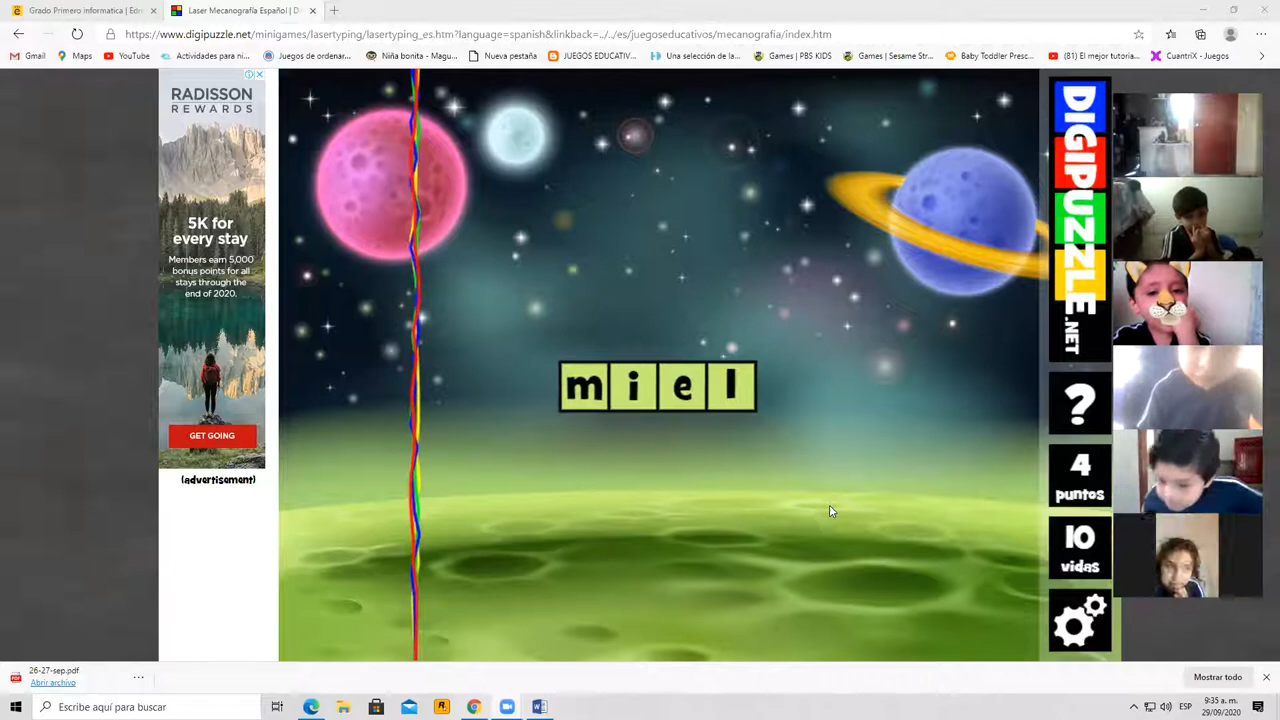 Grado Primero informatica | Edm
Laser Mecanografía Español | D
https://www.digipuzzle.net/minigames/lasertyping/lasertyping_es.htm?language=spanish&linkback=../../es/juegoseducativos/mecanografia/index.htm
Gmail
Maps
YouTube
Actividades para ni...
Juegos de ordenar...
Niña bonita - Magu...
Nueva pestaña
JUEGOS EDUCATIV...
Una selección de la...
Games | PBS KIDS
Games | Sesame Str...
Baby Toddler Presc...
(81) El mejor tutoria...
CuantriX - Juegos
RADISSON
REWARDS
5K for
every stay
Members earn 5,000
bonus points for all
stays through the
end of 2020.
GET GOING
(advertisement)
miel
DIGIPUZZLE.NET
?
4
puntos
10
vidas
26-27-sep.pdf
Abrir archivo
Mostrar todo
Escribe aquí para buscar
ESP
9:35 a. m.
29/09/2020